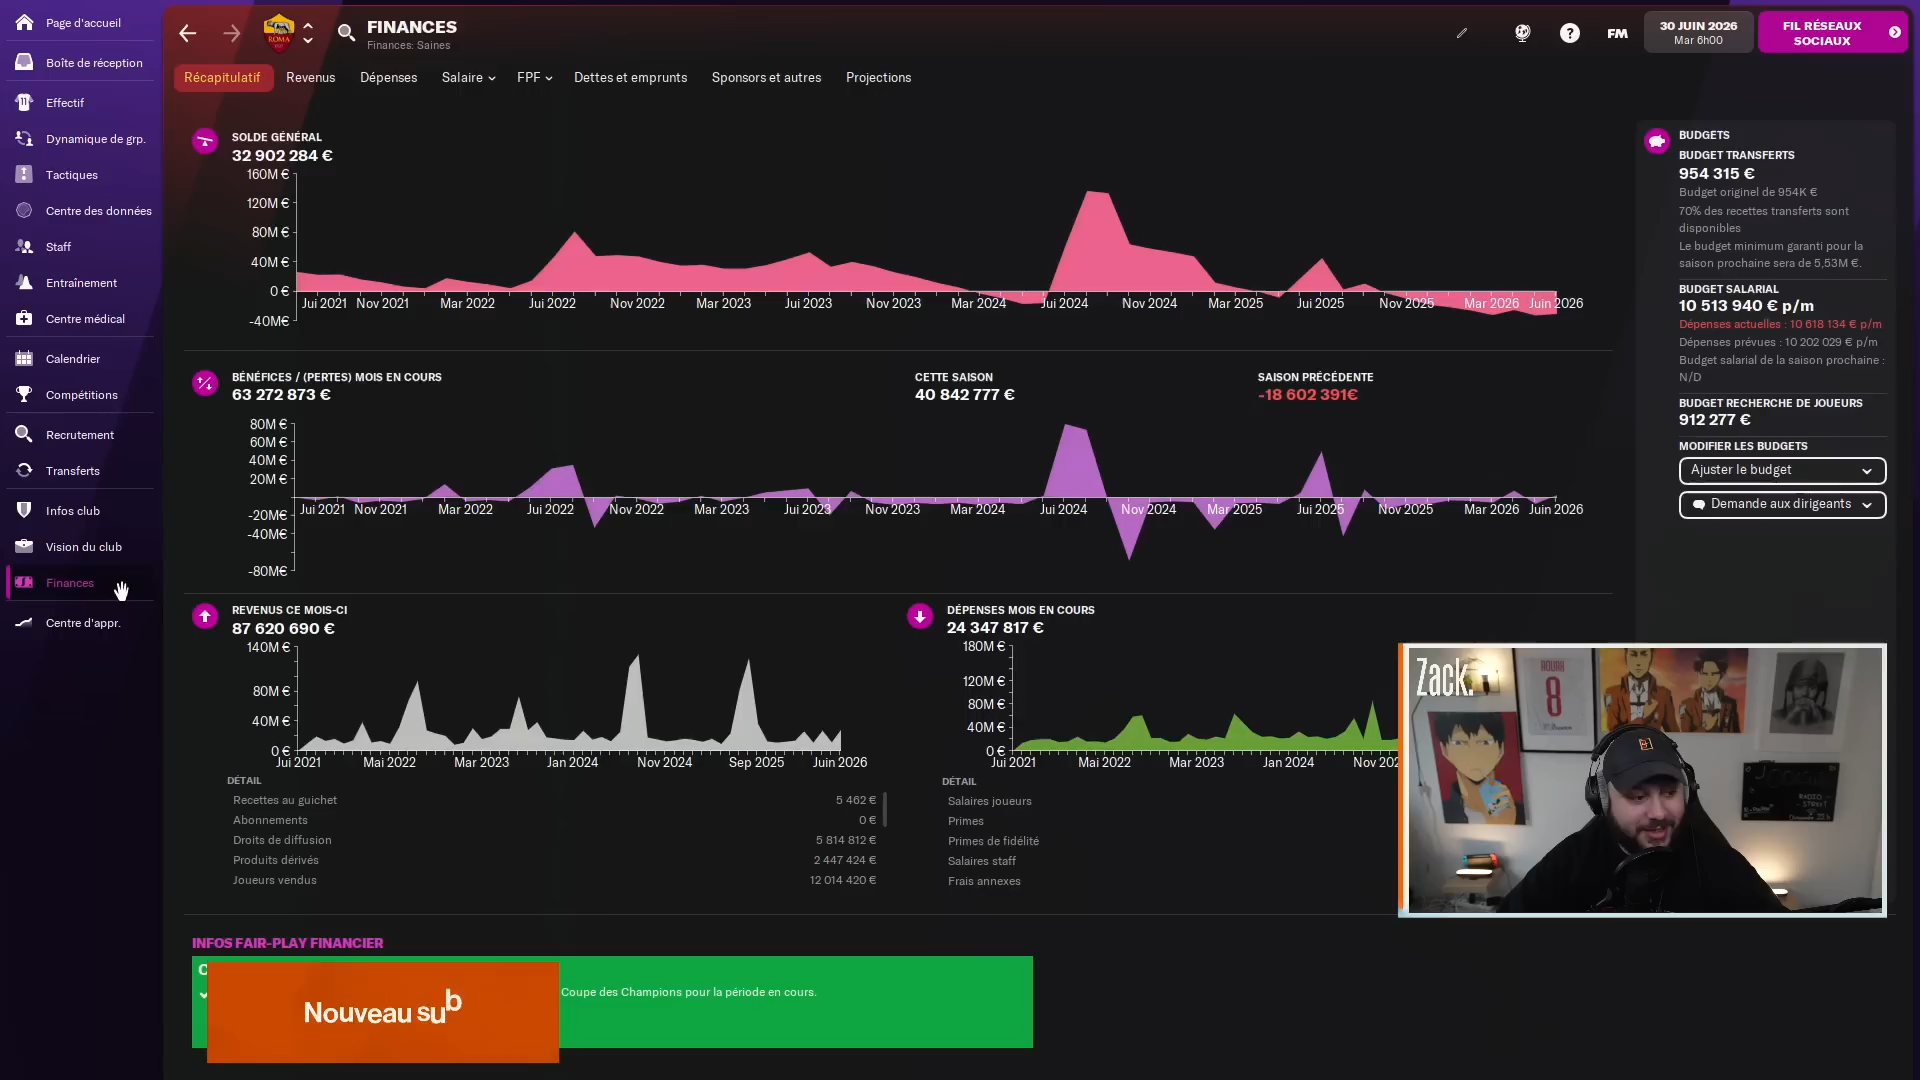 Page d'accueil
Boîte de réception
Effectif
Dynamique de grp.
Tactiques
Centre des données
Staff
Entraînement
Centre médical
Calendrier
Compétitions
Recrutement
Transferts
Infos club
Vision du club
Finances
Centre d'appr.
ROMA
FINANCES
Finances: Saines
FM
30 JUIN 2026
Mar 6h00
FIL RÉSEAUX
SOCIAUX
Récapitulatif
Revenus
Dépenses
Salaire
FPF
Dettes et emprunts
Sponsors et autres
Projections
SOLDE GÉNÉRAL
32 902 284 €
160M €
120M €
80M €
40M €
0 €
-40M€
Jui 2021 Nov 2021 Mar 2022 Jui 2022 Nov 2022 Mar 2023 Jui 2023 Nov 2023 Mar 2024 Jui 2024 Nov 2024 Mar 2025 Jui 2025 Nov 2025 Mar 2026 Juin 2026
BÉNÉFICES / (PERTES) MOIS EN COURS
63 272 873 €
CETTE SAISON
40 842 777 €
SAISON PRÉCÉDENTE
-18 602 391€
80M €
60M €
40M €
20M €
-20M€
-40M€
-80M€
Jui 2021 Nov 2021 Mar 2022 Jui 2022 Nov 2022 Mar 2023 Jui 2023 Nov 2023 Mar 2024 Jui 2024 Nov 2024 Mar 2025 Jui 2025 Nov 2025 Mar 2026 Juin 2026
REVENUS CE MOIS-CI
87 620 690 €
140M €
80M €
40M €
0 €
Jui 2021 Mai 2022 Mar 2023 Jan 2024 Nov 2024 Sep 2025 Juin 2026
DÉTAIL
Recettes au guichet 5 462 €
Abonnements 0 €
Droits de diffusion 5 814 812 €
Produits dérivés 2 447 424 €
Joueurs vendus 12 014 420 €
DÉPENSES MOIS EN COURS
24 347 817 €
180M €
120M €
80M €
40M €
0 €
Jui 2021 Mai 2022 Mar 2023 Jan 2024 Nov 202
DÉTAIL
Salaires joueurs
Primes
Primes de fidélité
Salaires staff
Frais annexes
BUDGETS
BUDGET TRANSFERTS
954 315 €
Budget originel de 954K €
70% des recettes transferts sont
disponibles
Le budget minimum garanti pour la
saison prochaine sera de 5,53M €.
BUDGET SALARIAL
10 513 940 € p/m
Dépenses actuelles : 10 618 134 € p/m
Dépenses prévues : 10 202 029 € p/m
Budget salarial de la saison prochaine :
N/D
BUDGET RECHERCHE DE JOUEURS
912 277 €
MODIFIER LES BUDGETS
Ajuster le budget
Demande aux dirigeants
Zack.
8
INFOS FAIR-PLAY FINANCIER
C
Coupe des Champions pour la période en cours.
Nouveau sub